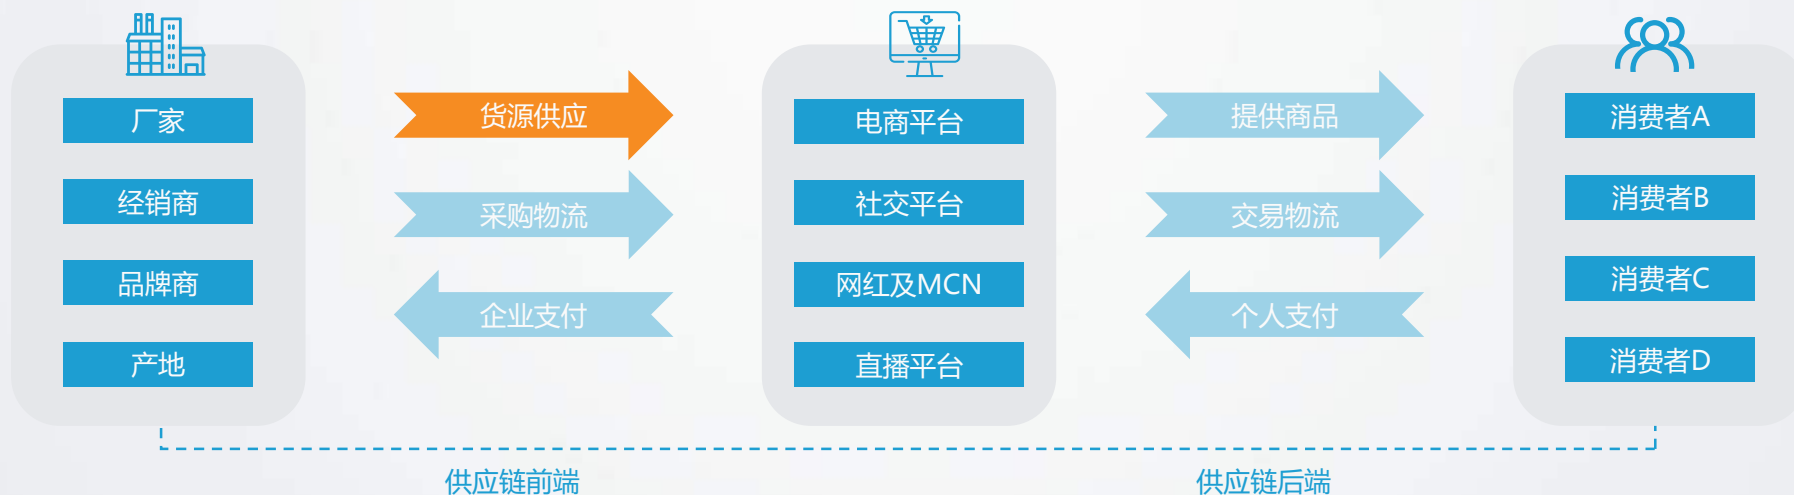 厂家
经销商
品牌商
产地
货源供应
采购物流
企业支付
电商平台
社交平台
网红及MCN
直播平台
提供商品
交易物流
个人支付
消费者A
消费者B
消费者C
消费者D
供应链前端
供应链后端